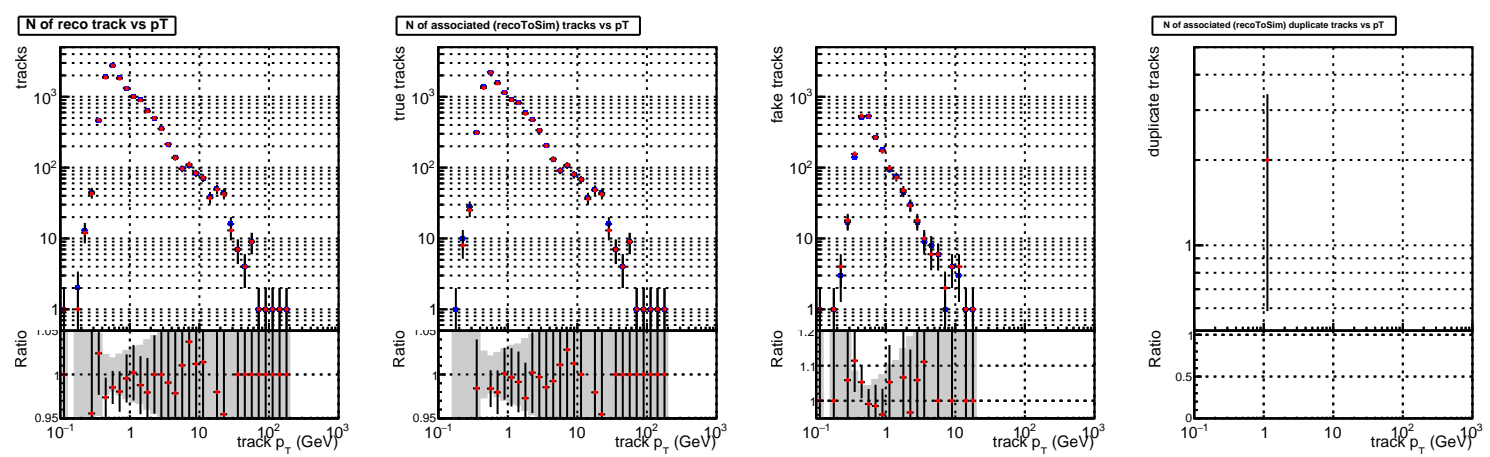 N of reco track vs pT
N of associated (recoToSim) tracks vs pT
N of associated (recoToSim) duplicate tracks vs pT
tracks
10³
10²
10
1
true tracks
10³
10²
10
1
fake tracks
10³
10²
10
1
duplicate tracks
1
Ratio
1.05
1
0.95
Ratio
1.05
1
0.95
Ratio
1.2
1.1
1
Ratio
1
0.5
0
10⁻¹ 1 10 10² 10³
track p_T (GeV)
10⁻¹ 1 10 10² 10³
track p_T (GeV)
10⁻¹ 1 10 10² 10³
track p_T (GeV)
10⁻¹ 1 10 10² 10³
track p_T (GeV)